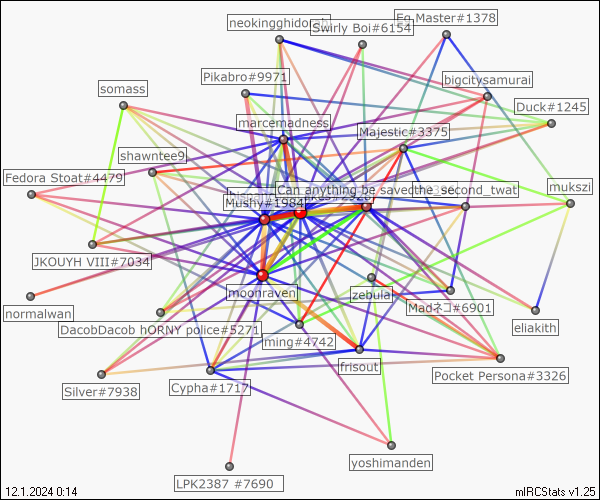 neokingghidorah
Swirly Boi#6154
Eg Master#1378
Pikabro#9971
bigcitysamurai
somass
Duck#1245
marcemadness
Majestic#3375
shawntee9
Fedora Stoat#4479
Can anything be saved
the_second_twat
mukszi
Mushy#1984
JKOUYH VIII#7034
moonraven
zebula
normalwan
Madネコ#6901
eliakith
DacobDacob hORNY police#5271
ming#4742
frisout
Silver#7938
Cypha#1717
Pocket Persona#3326
yoshimanden
LPK2387 #7690
12.1.2024 0:14
mIRCStats v1.25